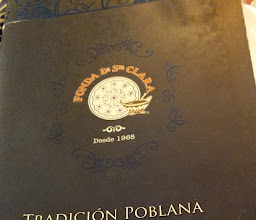 FONDA DE STA CLARA
Desde 1965
TRADICIÓN POBLANA